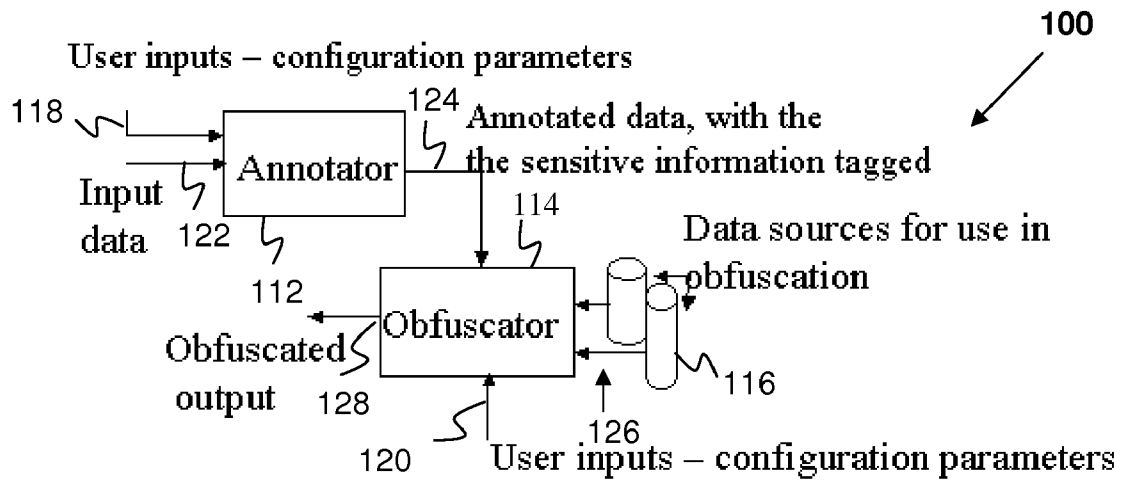 100
User inputs – configuration parameters
118
124
Annotated data, with the
the sensitive information tagged
Annotator
Input
data
122
112
114
Data sources for use in
obfuscation
Obfuscator
Obfuscated
output
128
116
120
126
User inputs – configuration parameters